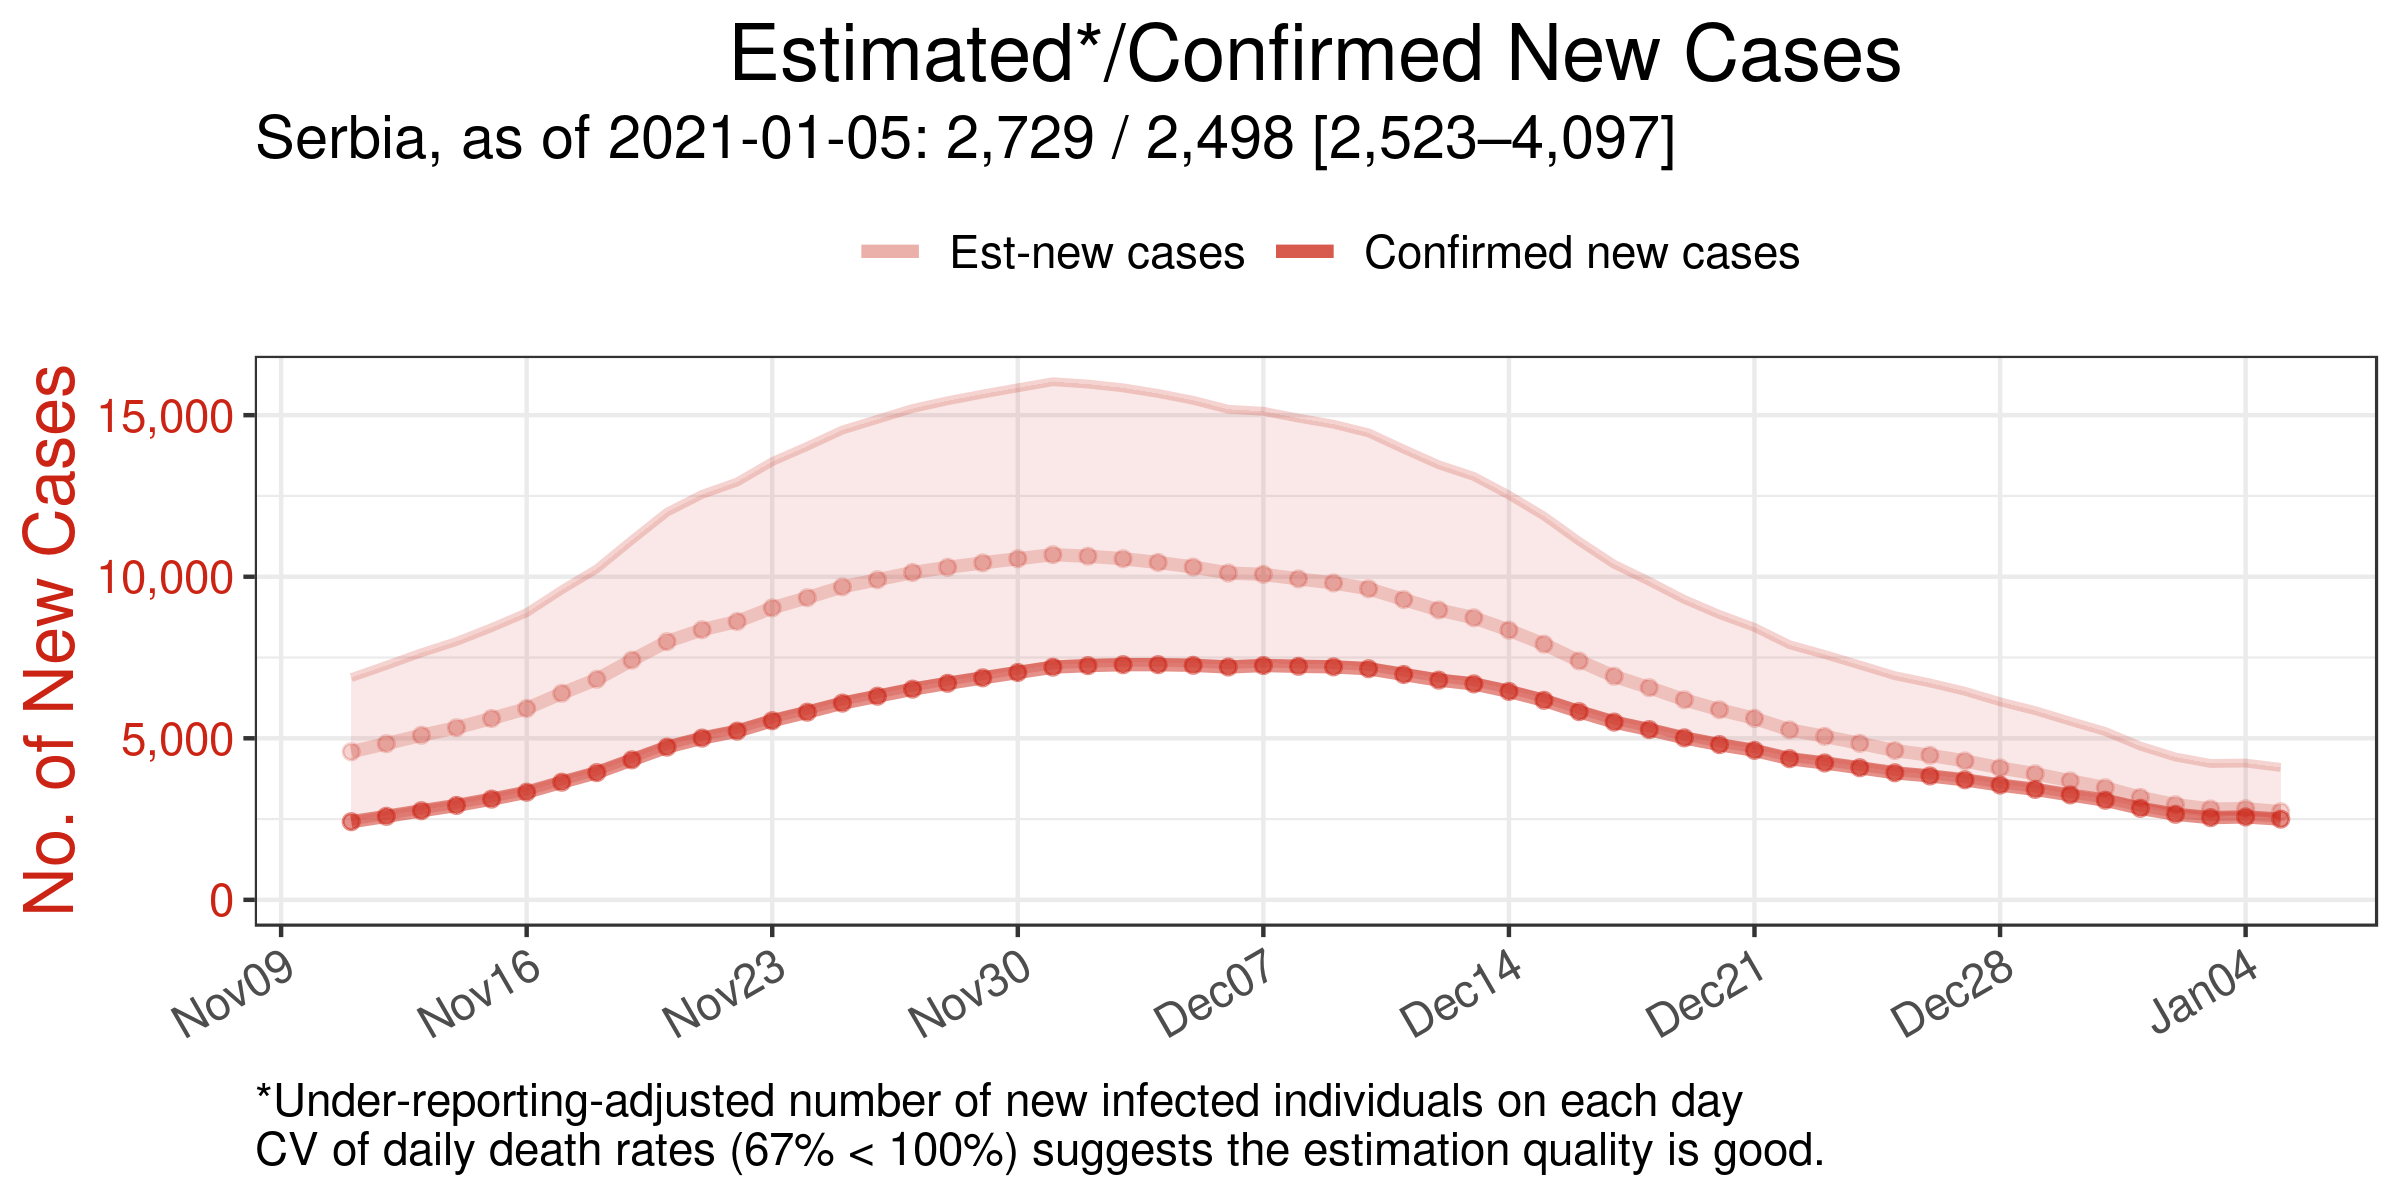 Estimated*/Confirmed New Cases
Serbia, as of 2021-01-05: 2,729 / 2,498 [2,523–4,097]
Est-new cases Confirmed new cases
No. of New Cases
15,000
10,000
5,000
0
Nov09 Nov16 Nov23 Nov30 Dec07 Dec14 Dec21 Dec28 Jan04
*Under-reporting-adjusted number of new infected individuals on each day
CV of daily death rates (67% < 100%) suggests the estimation quality is good.